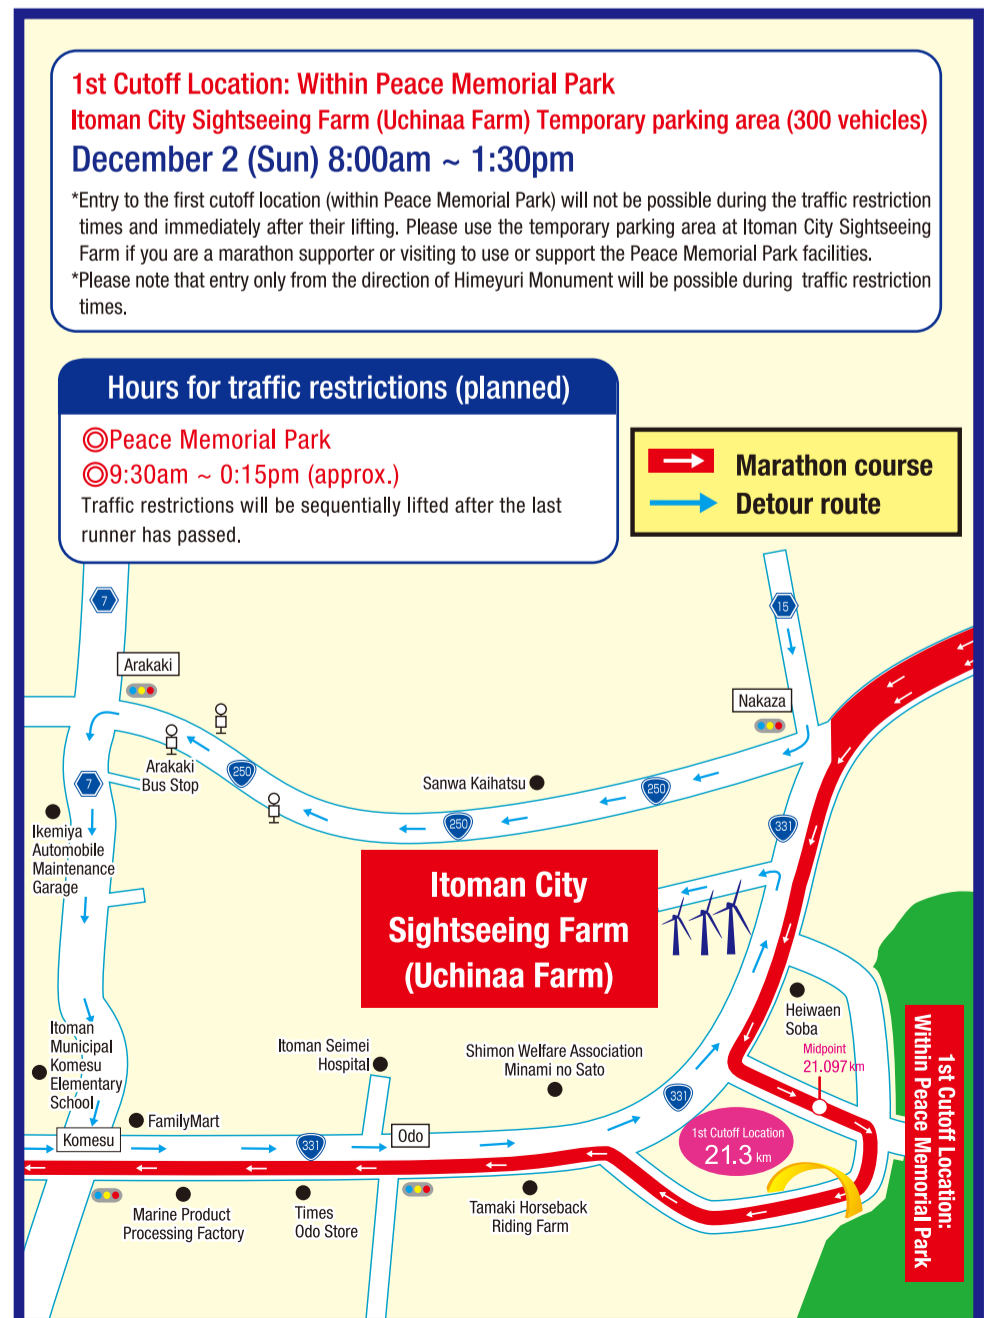 1st Cutoff Location: Within Peace Memorial Park
Itoman City Sightseeing Farm (Uchinaa Farm) Temporary parking area (300 vehicles)
December 2 (Sun) 8:00am ~ 1:30pm
*Entry to the first cutoff location (within Peace Memorial Park) will not be possible during the traffic restriction
times and immediately after their lifting. Please use the temporary parking area at Itoman City Sightseeing
Farm if you are a marathon supporter or visiting to use or support the Peace Memorial Park facilities.
*Please note that entry only from the direction of Himeyuri Monument will be possible during traffic restriction
times.
Hours for traffic restrictions (planned)
◎Peace Memorial Park
◎9:30am ~ 0:15pm (approx.)
Traffic restrictions will be sequentially lifted after the last
runner has passed.
Marathon course
Detour route
7
15
Arakaki
Nakaza
Arakaki
Bus Stop
250
7
Sanwa Kaihatsu
250
250
331
Ikemiya
Automobile
Maintenance
Garage
Itoman City
Sightseeing Farm
(Uchinaa Farm)
Heiwaen
Soba
Midpoint
21.097km
1st Cutoff Location:
Within Peace Memorial Park
Itoman
Municipal
Komesu
Elementary
School
Itoman Seimei
Hospital
Shimon Welfare Association
Minami no Sato
331
FamilyMart
Komesu
331
Odo
1st Cutoff Location
21.3 km
Marine Product
Processing Factory
Times
Odo Store
Tamaki Horseback
Riding Farm